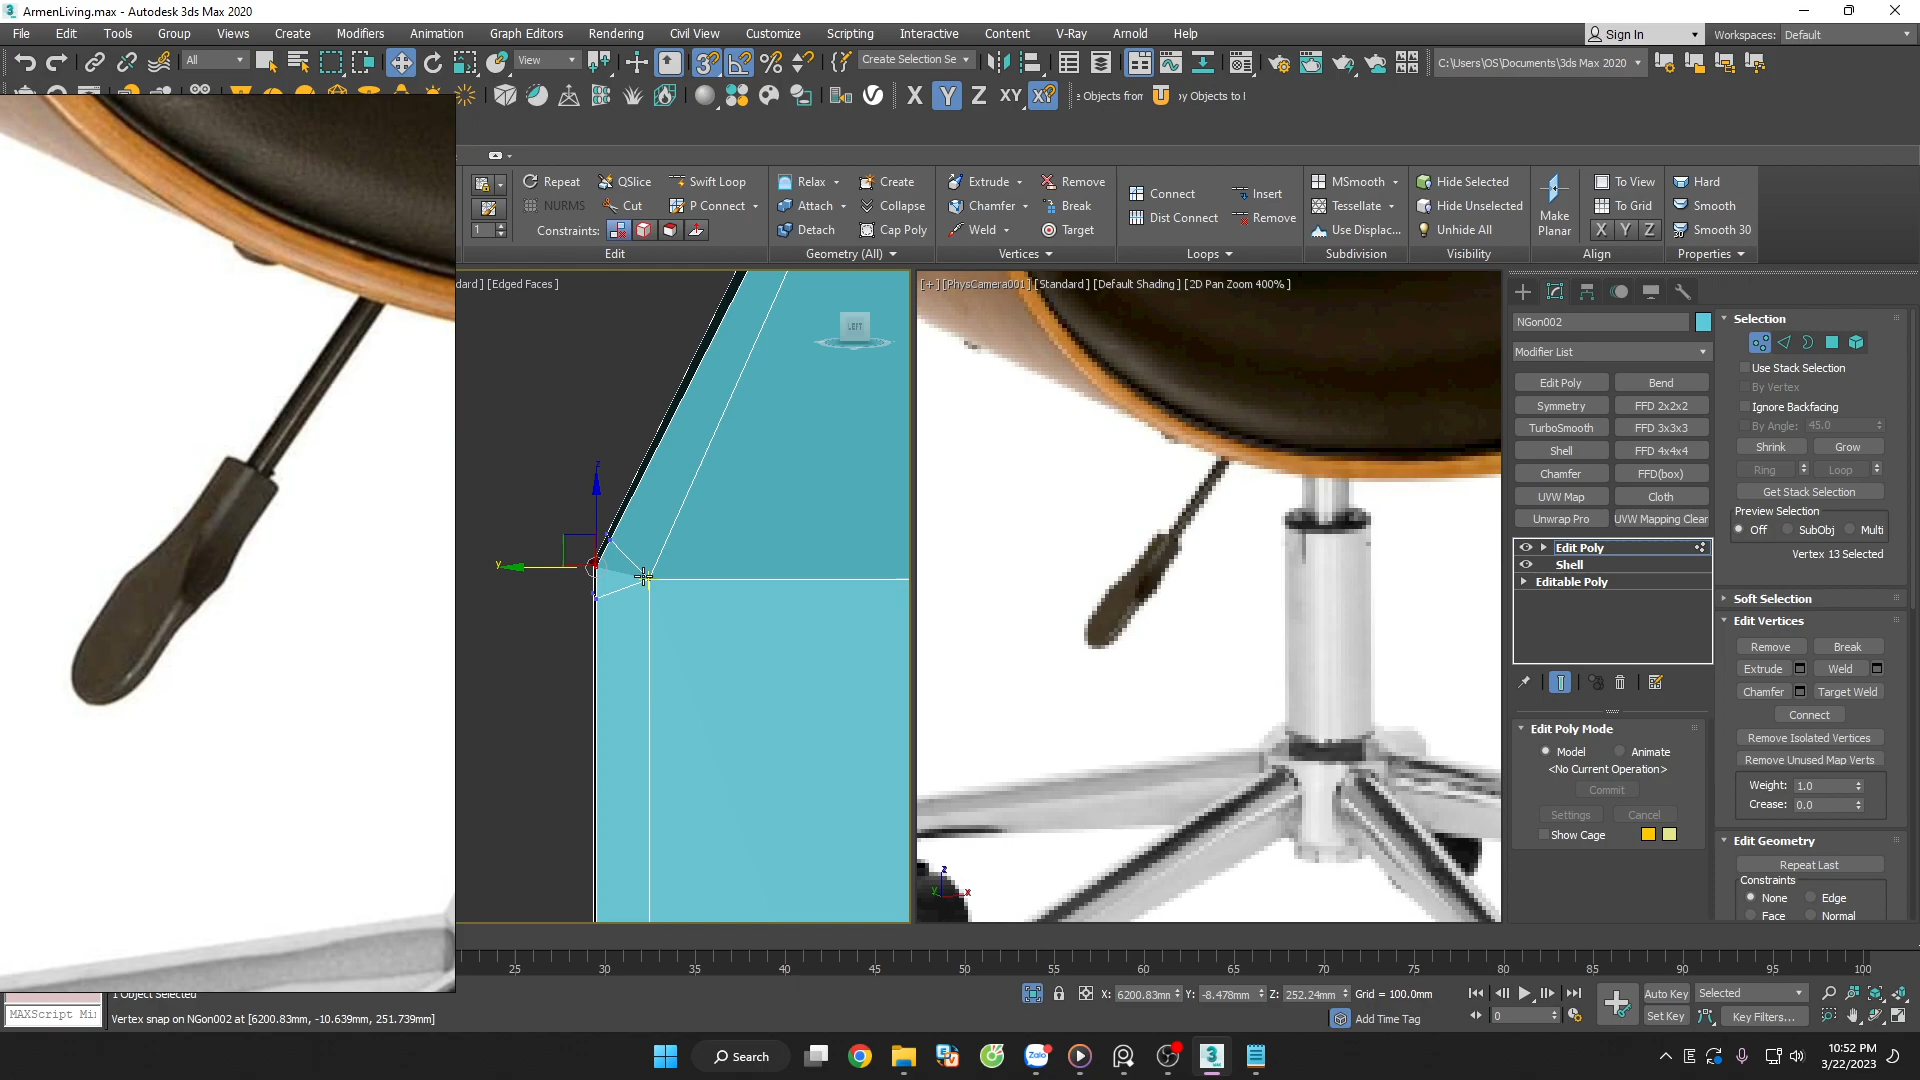 ArmenLiving.max - Autodesk 3ds Max 2020
File Edit Tools Group Views Create Modifiers Animation Graph Editors Rendering Civil View Customize Scripting Interactive Content V-Ray Arnold Help
Sign In Workspaces: Default
All View Create Selection Se C:\Users\OS\Documents\3ds Max 2020
X Y Z XY XY
e Objects from
oy Objects to I
Repeat QSlice Swift Loop Relax Create Extrude Remove Connect Insert MSmooth Hide Selected To View Hard
NURMS Cut P Connect Attach Collapse Chamfer Break Dist Connect Remove Tessellate Hide Unselected Make Planar To Grid Smooth
1 Constraints: Detach Cap Poly Weld Target Use Displac... Unhide All X Y Z Smooth 30
Edit Geometry (All) Vertices Loops Subdivision Visibility Align Properties
dard ] [Edged Faces ]
LEFT
z
y
[+] [PhysCamera001] [Standard ] [Default Shading ] [2D Pan Zoom 400% ]
z
y
x
NGon002
Modifier List
Edit Poly Bend
Symmetry FFD 2x2x2
TurboSmooth FFD 3x3x3
Shell FFD 4x4x4
Chamfer FFD(box)
UVW Map Cloth
Unwrap Pro UVW Mapping Clear
Edit Poly
Shell
Editable Poly
Edit Poly Mode
Model Animate
<No Current Operation>
Commit
Settings Cancel
Show Cage
Selection
Use Stack Selection
By Vertex
Ignore Backfacing
By Angle: 45.0
Shrink Grow
Ring Loop
Get Stack Selection
Preview Selection
Off SubObj Multi
Vertex 13 Selected
Soft Selection
Edit Vertices
Remove Break
Extrude Weld
Chamfer Target Weld
Connect
Remove Isolated Vertices
Remove Unused Map Verts
Weight: 1.0
Crease: 0.0
Edit Geometry
Repeat Last
Constraints
None Edge
Face Normal
25 30 35 40 45 50 55 60 65 70 75 80 85 90 95 100
1 Object Selected
X: 6200.83mm Y: -8.478mm Z: 252.24mm Grid = 100.0mm
Auto Key Selected
MAXScript Mi
Vertex snap on NGon002 at [6200.83mm, -10.639mm, 251.739mm]
Add Time Tag
0
Set Key Key Filters...
Search
Zalo
10:52 PM
3/22/2023